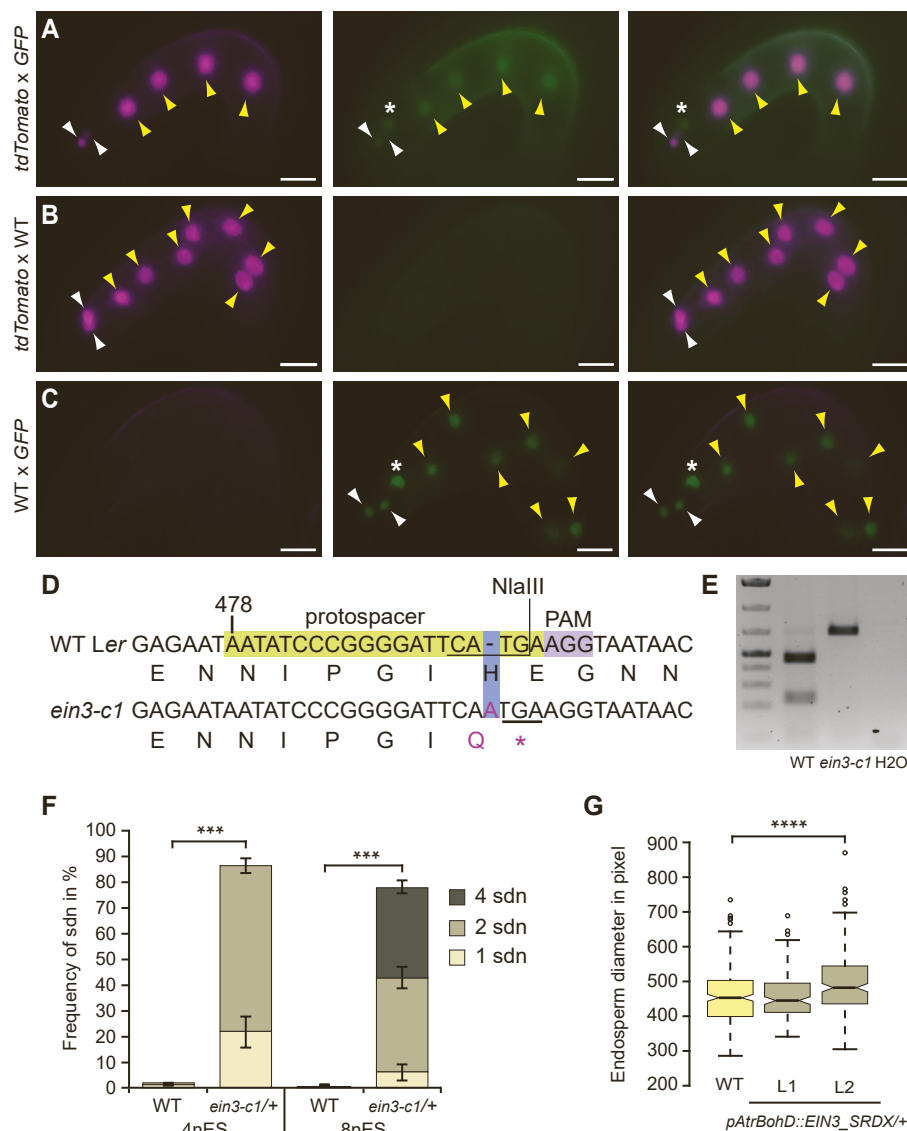 A
tdTomato x GFP
*
*
B
tdTomato x WT
C
WT x GFP
*
*
D
NlaIII
478
protospacer
PAM
WT Ler GAGAATAATATCCCGGGGATTCA-TGAAGGTAATAAC
E N N I P G I H E G N N
ein3-c1 GAGAATAATATCCCGGGGATTCAATGAAGGTAATAAC
E N N I P G I Q *
E
WT ein3-c1 H2O
F
Frequency of sdn in %
100
90
80
70
60
50
40
30
20
10
0
***
***
4 sdn
2 sdn
1 sdn
WT ein3-c1/+ WT ein3-c1/+
4nES 8nES
G
Endosperm diameter in pixel
900
800
700
600
500
400
300
200
****
WT L1 L2
pAtrBohD::EIN3_SRDX/+